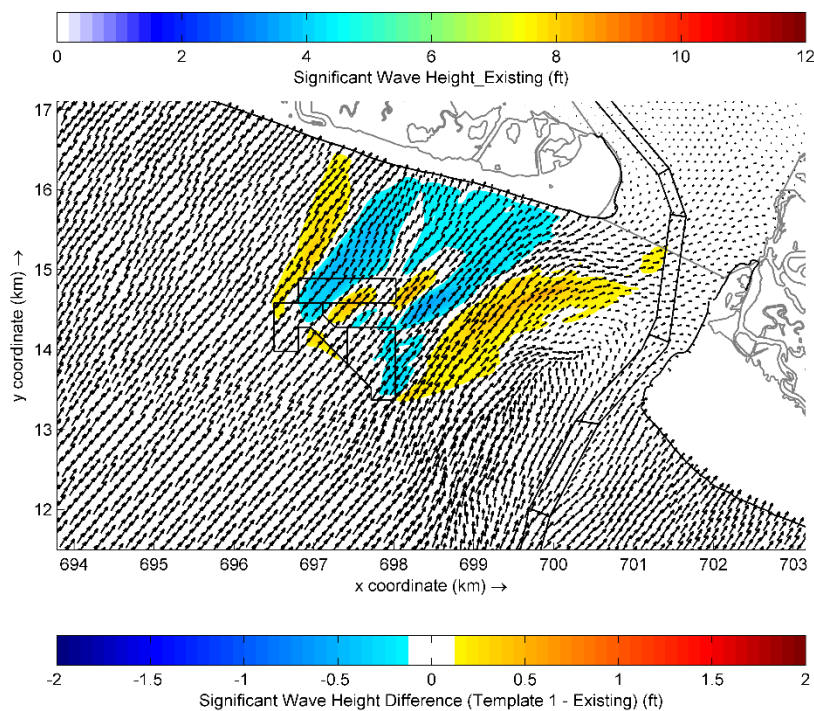 0 2 4 6 8 10 12
Significant Wave Height_Existing (ft)
17
16
15
14
13
12
y coordinate (km) →
694 695 696 697 698 699 700 701 702 703
x coordinate (km) →
-2 -1.5 -1 -0.5 0 0.5 1 1.5 2
Significant Wave Height Difference (Template 1 - Existing) (ft)